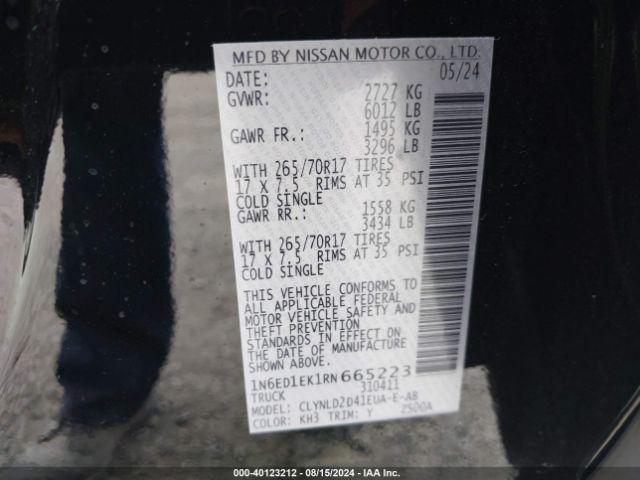 MFD BY NISSAN MOTOR CO., LTD.
DATE: 05/24
GVWR: 2727 KG
6012 LB
GAWR FR.: 1495 KG
3296 LB
WITH 265/70R17 TIRES
17 X 7.5 RIMS AT 35 PSI
COLD SINGLE
GAWR RR.: 1558 KG
3434 LB
WITH 265/70R17 TIRES
17 X 7.5 RIMS AT 35 PSI
COLD SINGLE
THIS VEHICLE CONFORMS TO
ALL APPLICABLE FEDERAL
MOTOR VEHICLE SAFETY AND
THEFT PREVENTION
STANDARDS IN EFFECT ON
THE DATE OF MANUFACTURE
SHOWN ABOVE.
1N6ED1EK1RN665223
TRUCK 310411
MODEL: CLYNLD2D41EUA-E-AB
COLOR: KH3 TRIM: Y 2500A
000-40123212 - 08/15/2024 - IAA Inc.